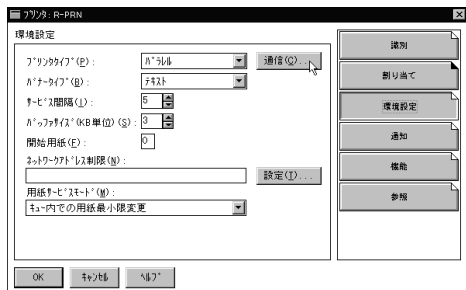 ﾌﾟﾘﾝﾀ: R-PRN
環境設定
ﾌﾟﾘﾝﾀﾀｲﾌﾟ(P):
ﾊﾟﾗﾚﾙ
通信(C)...
ﾊﾞﾅｰﾀｲﾌﾟ(B):
ﾃｷｽﾄ
ｻｰﾋﾞｽ間隔(I):
5
ﾊﾞｯﾌｧｻｲｽﾞ(KB単位)(S):
3
開始用紙(F):
0
ﾈｯﾄﾜｰｸｱﾄﾞﾚｽ制限(N):
設定(T)...
用紙ｻｰﾋﾞｽﾓｰﾄﾞ(M):
ｷｭｰ内での用紙最小限変更
識別
割り当て
環境設定
通知
機能
参照
OK
ｷｬﾝｾﾙ
ﾍﾙﾌﾟ